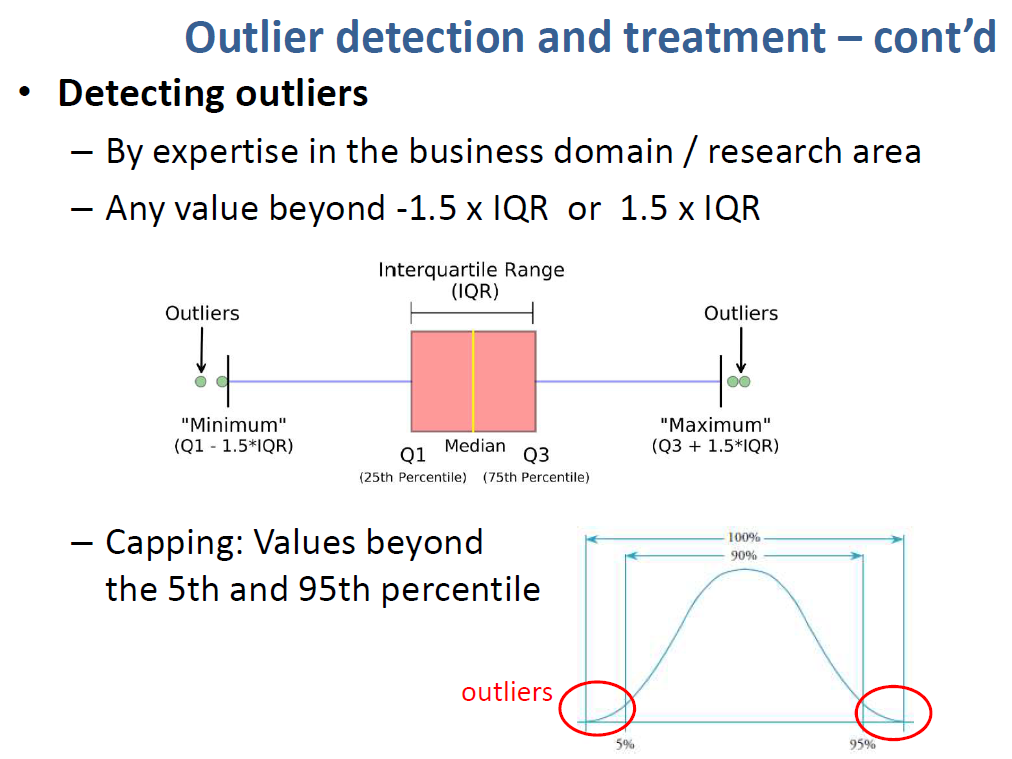 Outlier detection and treatment – cont’d
• Detecting outliers
– By expertise in the business domain / research area
– Any value beyond -1.5 x IQR or 1.5 x IQR
Interquartile Range
(IQR)
Outliers
Outliers
"Minimum"
(Q1 - 1.5*IQR)
"Maximum"
(Q3 + 1.5*IQR)
Q1
Median
Q3
(25th Percentile)
(75th Percentile)
– Capping: Values beyond
the 5th and 95th percentile
100%
90%
outliers
5%
95%